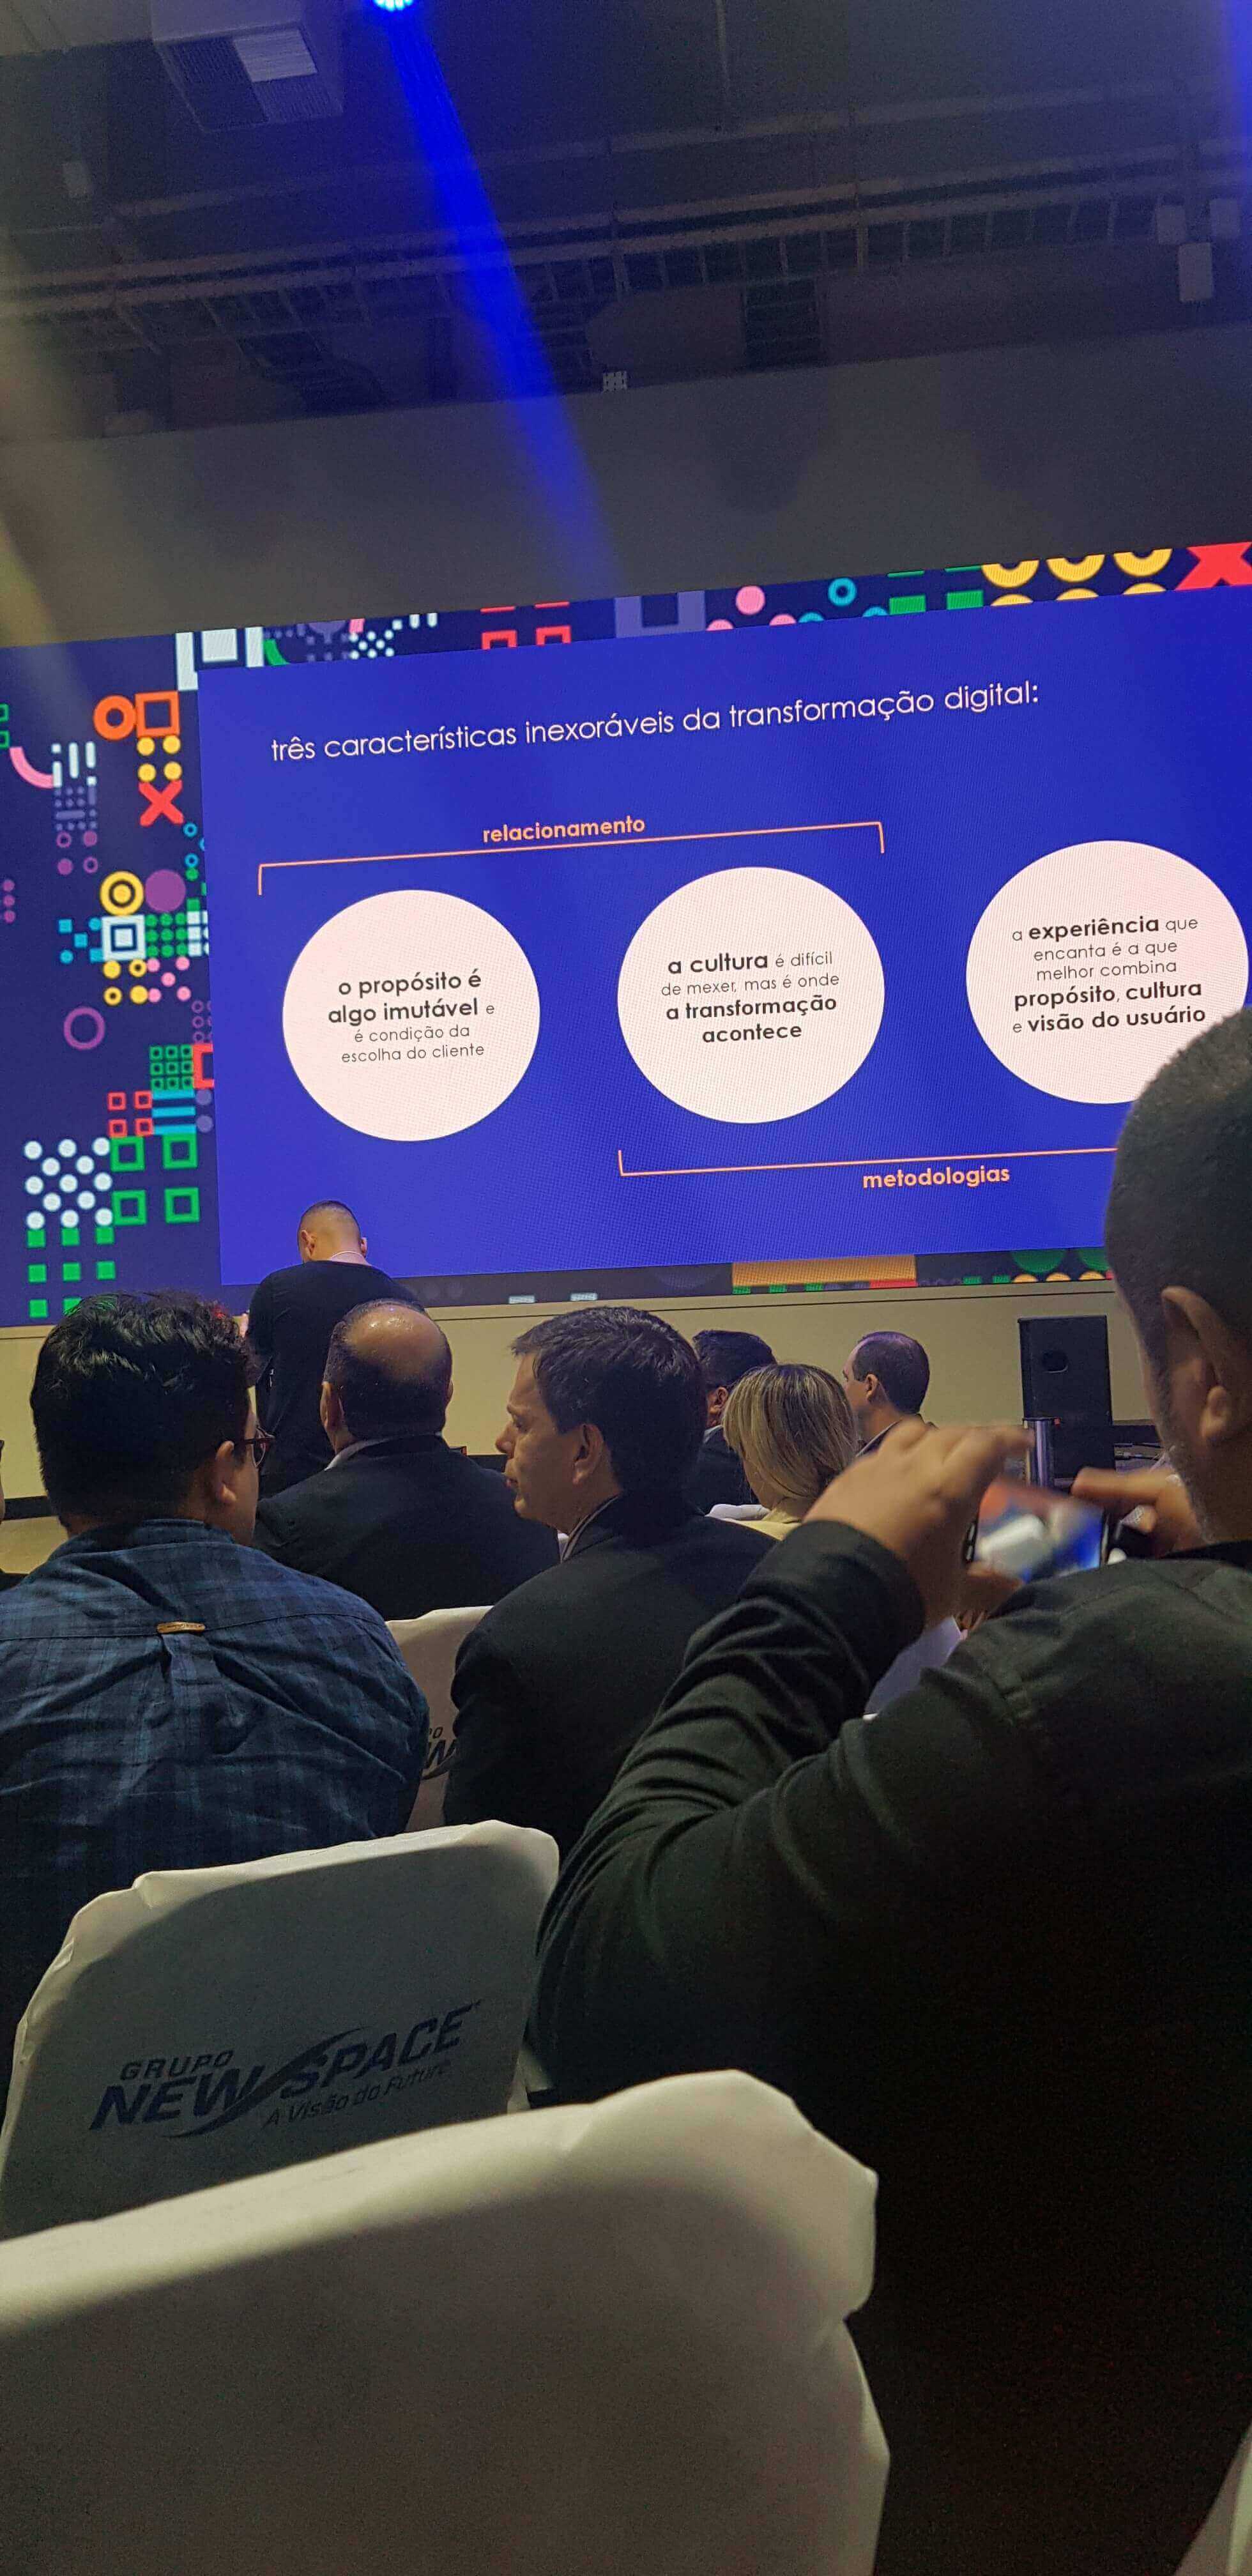 três características inexoráveis da transformação digital:
relacionamento
o propósito é
algo imutável e
é condição da
escolha do cliente
a cultura é difícil
de mexer, mas é onde
a transformação
acontece
a experiência que
encanta é a que
melhor combina
propósito, cultura
e visão do usuário
metodologias
GRUPO
NEW SPACE
A Visão do Futuro